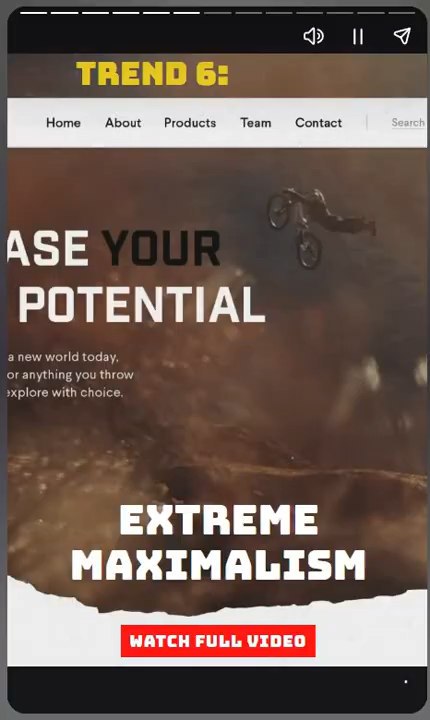 TREND 6:
Home About Products Team Contact Search
ASE YOUR
POTENTIAL
a new world today,
or anything you throw
explore with choice.
EXTREME
MAXIMALISM
WATCH FULL VIDEO